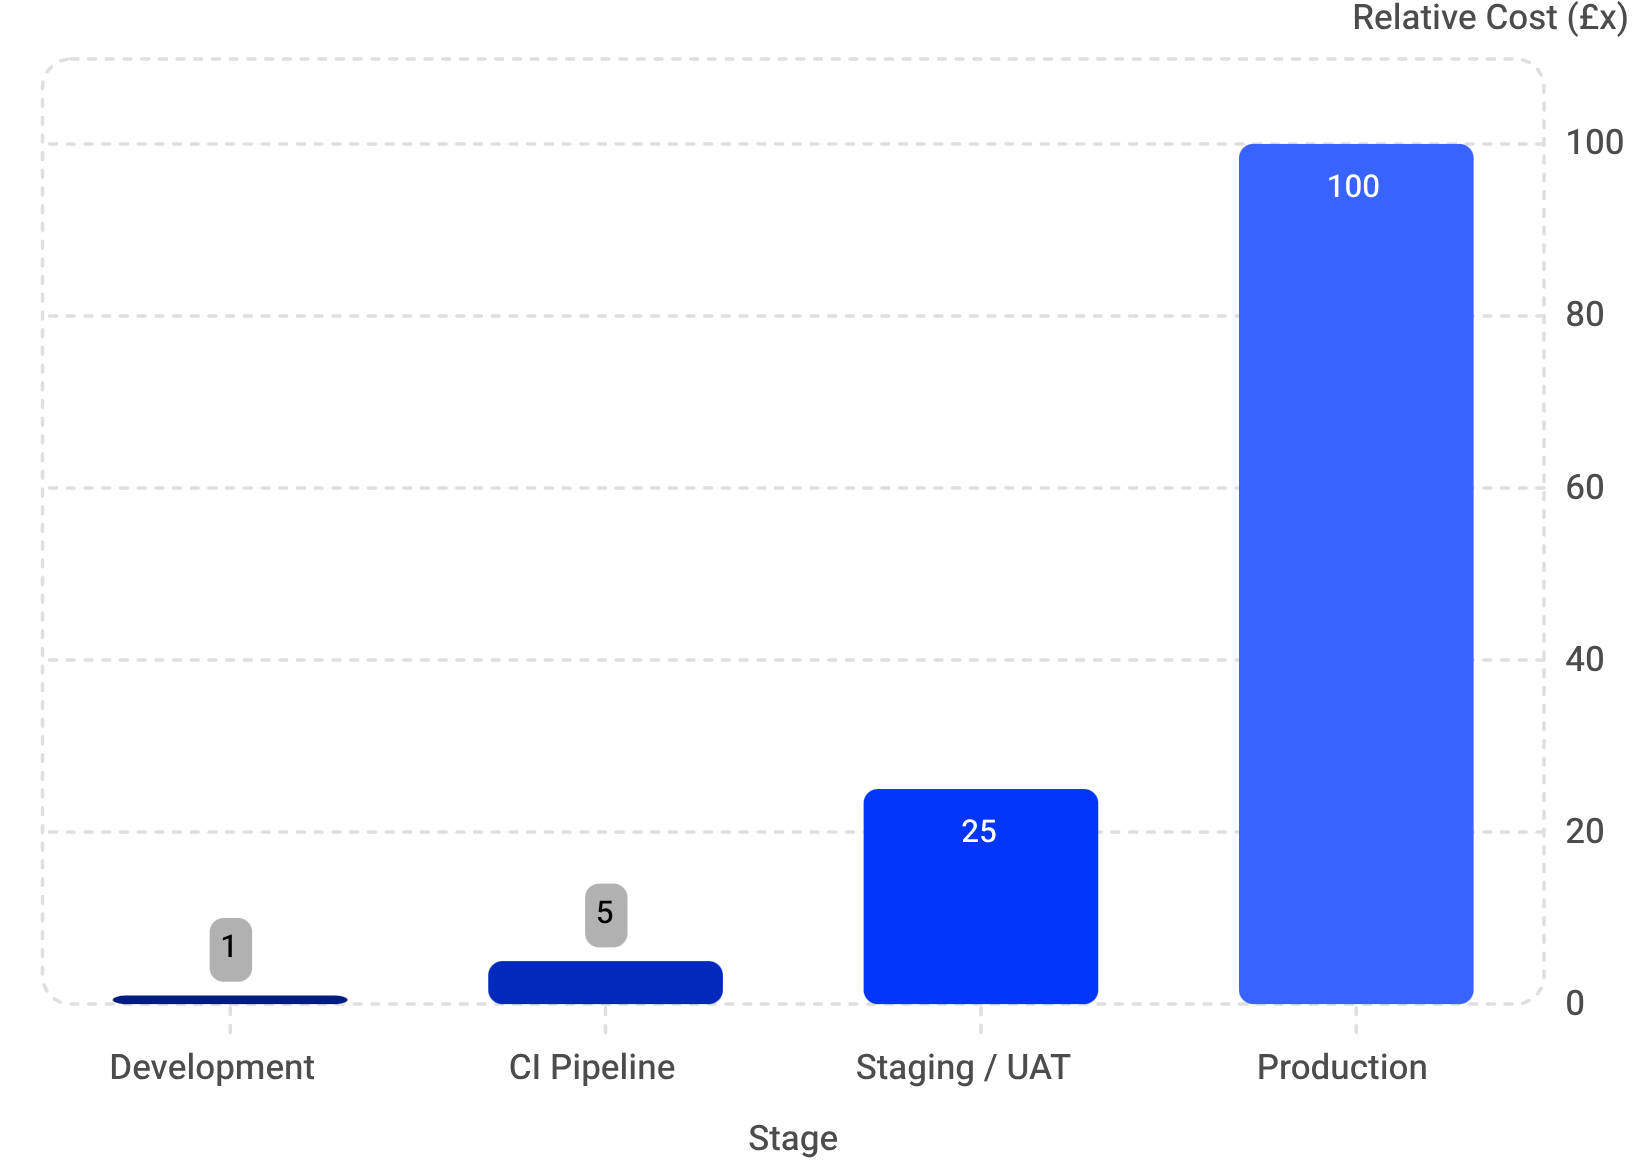 Relative Cost (£x)
100
100
80
60
40
25
20
5
1
0
Development
CI Pipeline
Staging / UAT
Production
Stage